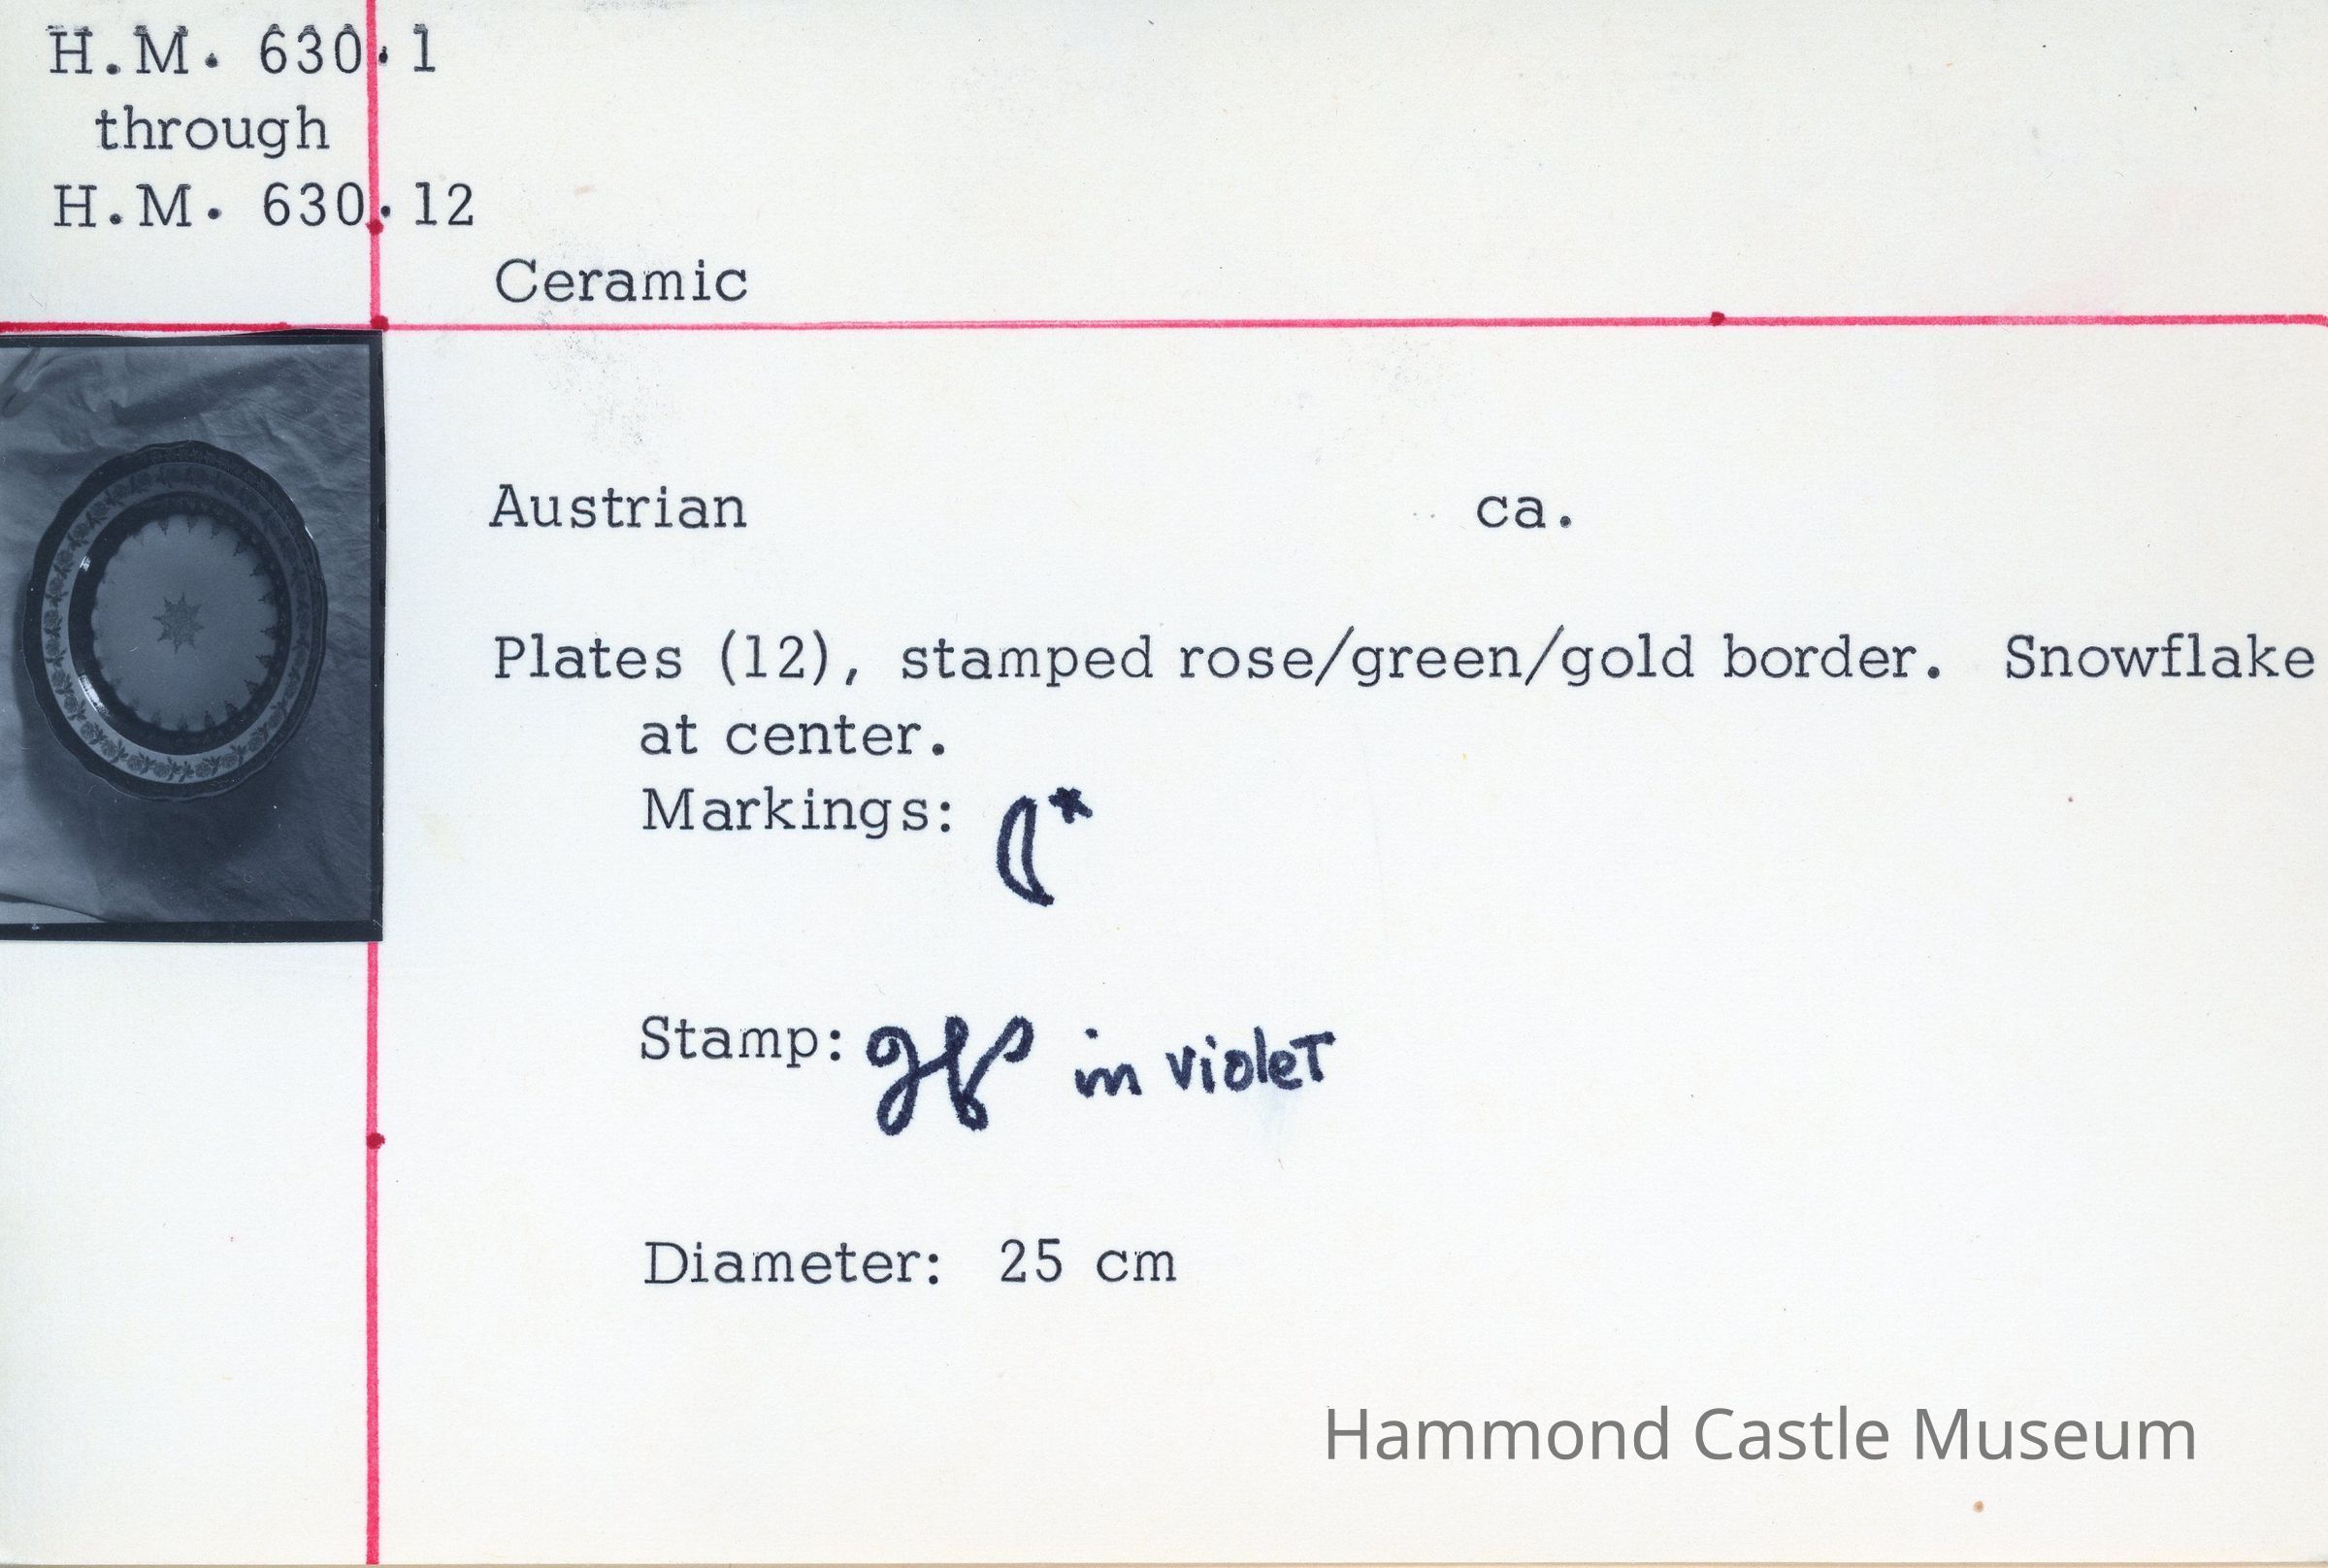 H.M. 630.1
through
H.M. 630.12
Ceramic
Austrian ca.
Plates (12), stamped rose/green/gold border. Snowflake
at center.
Markings:
Stamp: in violet
Diameter: 25 cm
Hammond Castle Museum